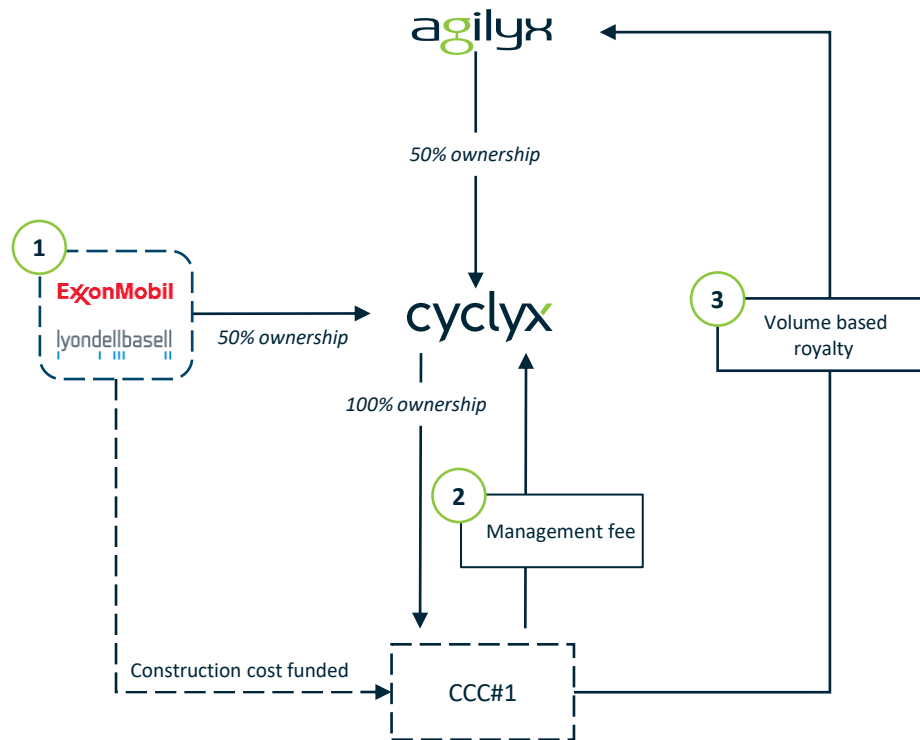 agilyx
50% ownership
1
ExxonMobil
lyondellbasell
50% ownership
cyclyx
3
Volume based
royalty
100% ownership
2
Management fee
Construction cost funded
CCC#1